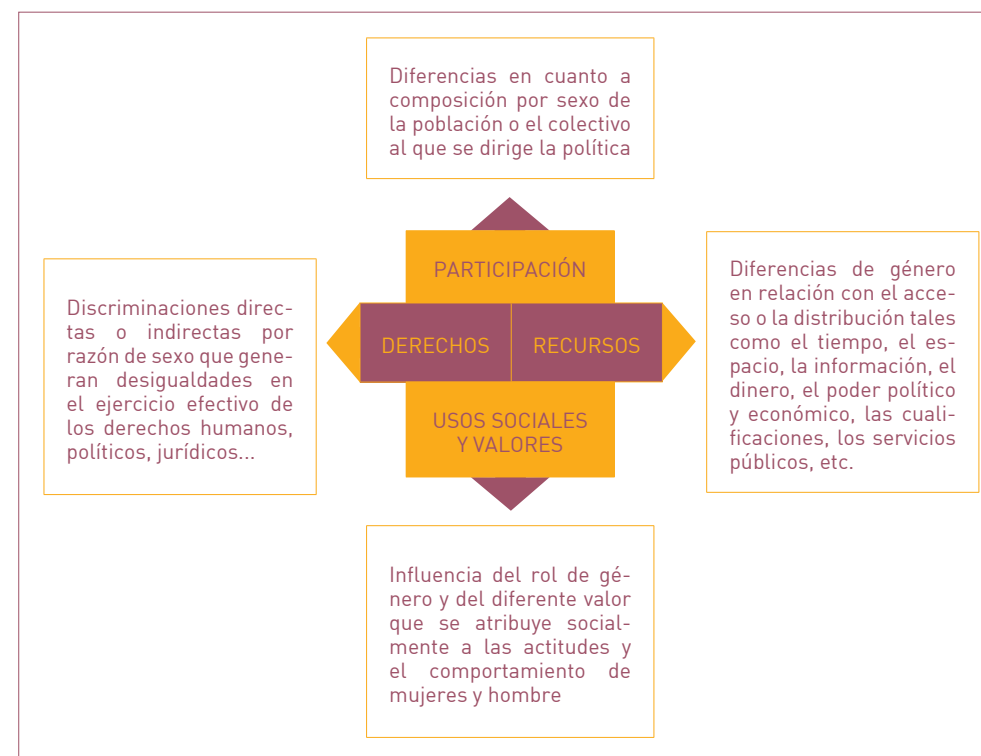 Diferencias en cuanto a
composición por sexo de
la población o el colectivo
al que se dirige la política
PARTICIPACIÓN
Discriminaciones direc-
tas o indirectas por
razón de sexo que gene-
ran desigualdades en
el ejercicio efectivo de
los derechos humanos,
políticos, jurídicos...
DERECHOS
RECURSOS
Diferencias de género
en relación con el acce-
so o la distribución tales
como el tiempo, el es-
pacio, la información, el
dinero, el poder político
y económico, las cuali-
ficaciones, los servicios
públicos, etc.
USOS SOCIALES
Y VALORES
Influencia del rol de gé-
nero y del diferente valor
que se atribuye social-
mente a las actitudes y
el comportamiento de
mujeres y hombre